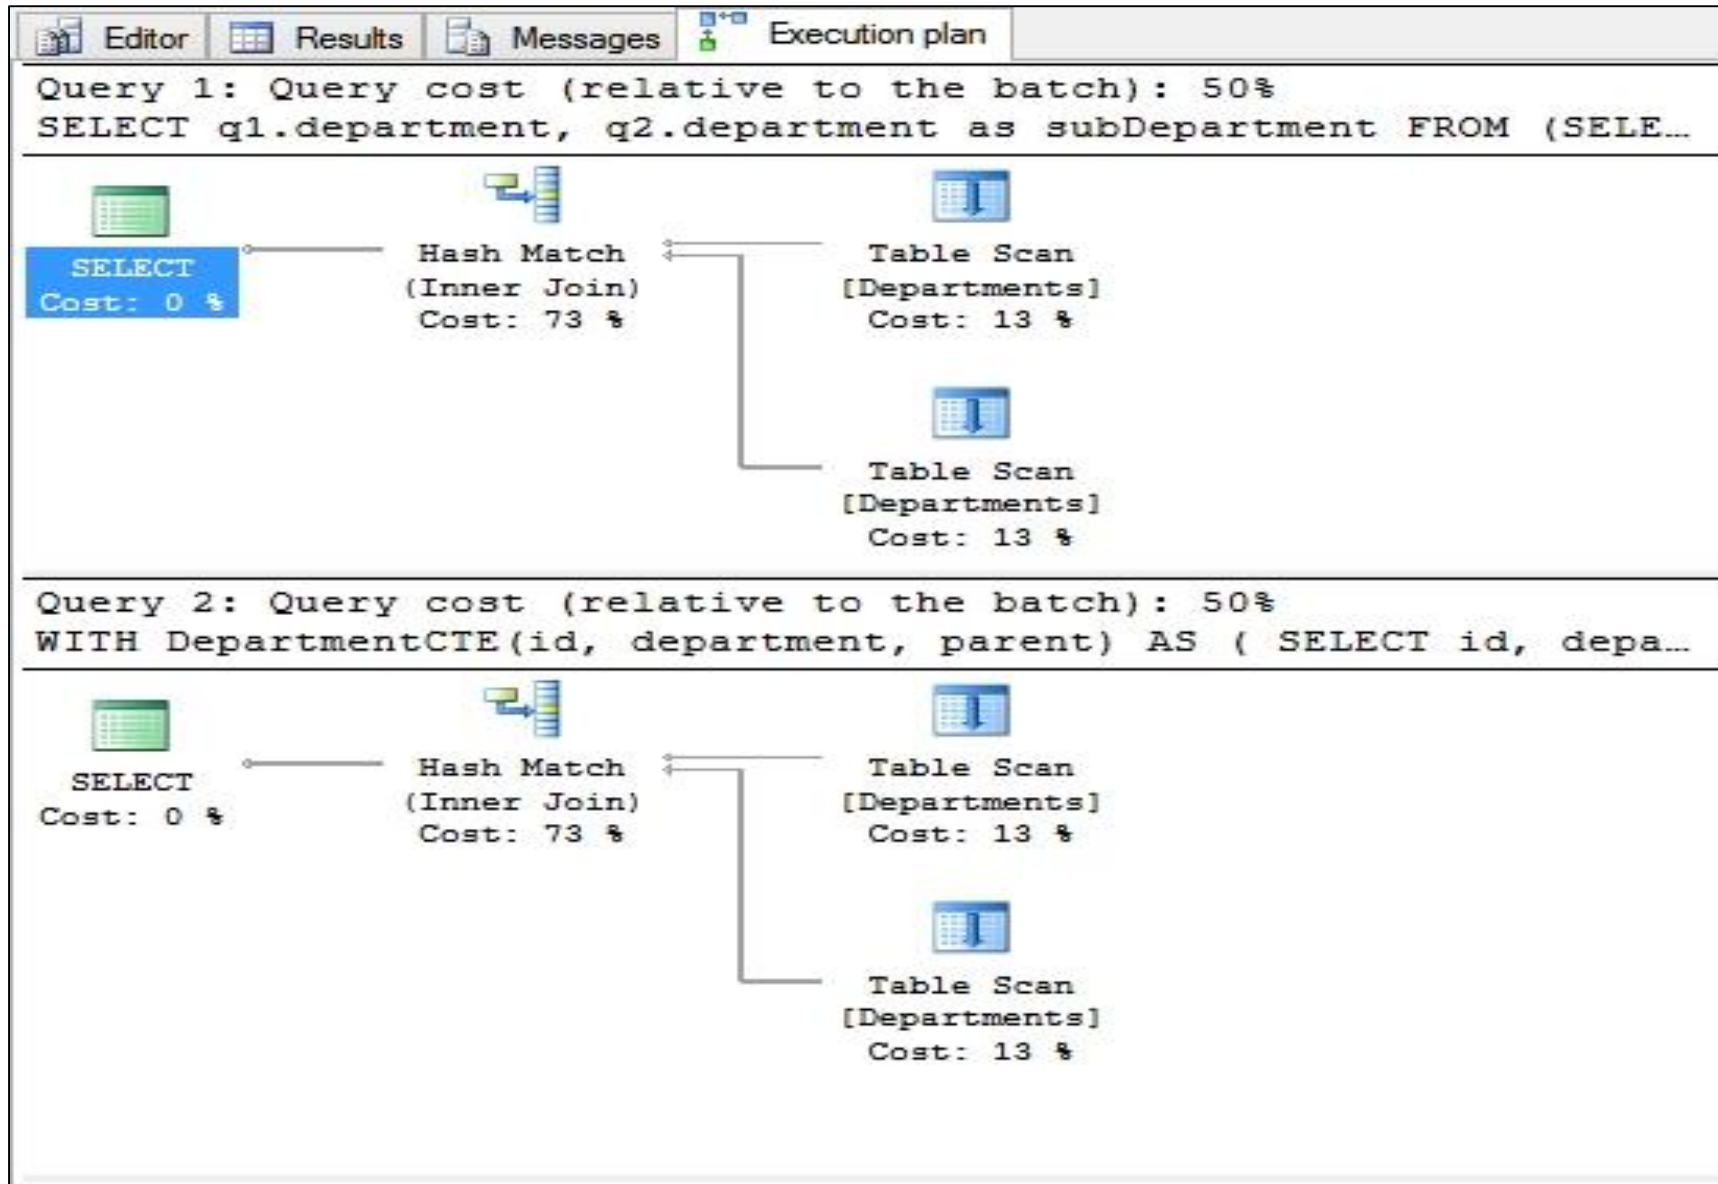 Editor Results Messages Execution plan
Query 1: Query cost (relative to the batch): 50%
SELECT q1.department, q2.department as subDepartment FROM (SELE…
SELECT
Cost: 0 %
Hash Match
(Inner Join)
Cost: 73 %
Table Scan
[Departments]
Cost: 13 %
Table Scan
[Departments]
Cost: 13 %
Query 2: Query cost (relative to the batch): 50%
WITH DepartmentCTE(id, department, parent) AS ( SELECT id, depa…
SELECT
Cost: 0 %
Hash Match
(Inner Join)
Cost: 73 %
Table Scan
[Departments]
Cost: 13 %
Table Scan
[Departments]
Cost: 13 %